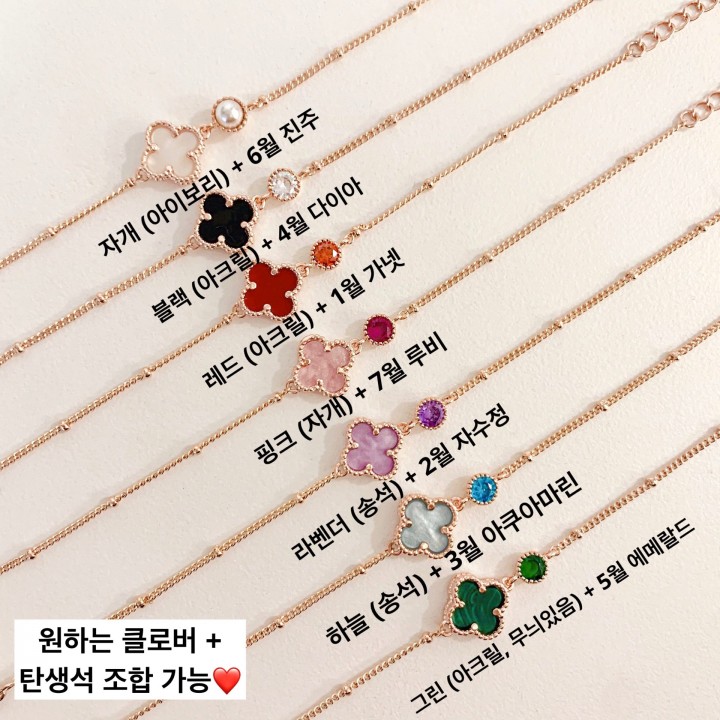 자개 (아이보리) + 6월 진주
블랙 (아크릴) + 4월 다이아
레드 (아크릴) + 1월 가넷
핑크 (자개) + 7월 루비
라벤더 (송석) + 2월 자수정
하늘 (송석) + 3월 아쿠아마린
그린 (아크릴, 무늬있음) + 5월 에메랄드
원하는 클로버 +
탄생석 조합 가능❤️